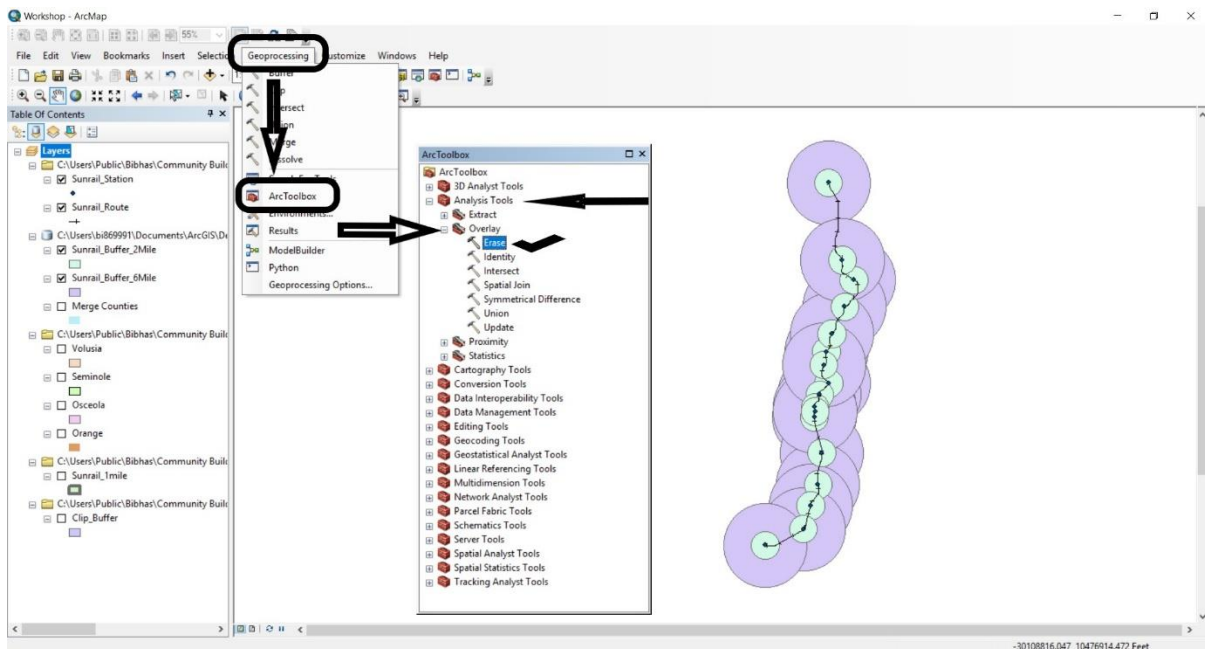 Workshop - ArcMap
55%
File Edit View Bookmarks Insert Selectio Geoprocessing ustomize Windows Help
Table Of Contents
Layers
C:\Users\Public\Bibhas\Community Build
Sunrail_Station
Sunrail_Route
C:\Users\bi869991\Documents\ArcGIS\De
Sunrail_Buffer_2Mile
Sunrail_Buffer_6Mile
Merge Counties
C:\Users\Public\Bibhas\Community Build
Volusia
Seminole
Osceola
Orange
C:\Users\Public\Bibhas\Community Build
Sunrail_1mile
C:\Users\Public\Bibhas\Community Build
Clip_Buffer
Buffer
ArcToolbox
Environments...
Results
ModelBuilder
Python
Geoprocessing Options...
ArcToolbox
ArcToolbox
3D Analyst Tools
Analysis Tools
Extract
Overlay
Erase
Identity
Intersect
Spatial Join
Symmetrical Difference
Union
Update
Proximity
Statistics
Cartography Tools
Conversion Tools
Data Interoperability Tools
Data Management Tools
Editing Tools
Geocoding Tools
Geostatistical Analyst Tools
Linear Referencing Tools
Multidimension Tools
Network Analyst Tools
Parcel Fabric Tools
Schematics Tools
Server Tools
Spatial Analyst Tools
Spatial Statistics Tools
Tracking Analyst Tools
-30108816.047 10476914.472 Feet